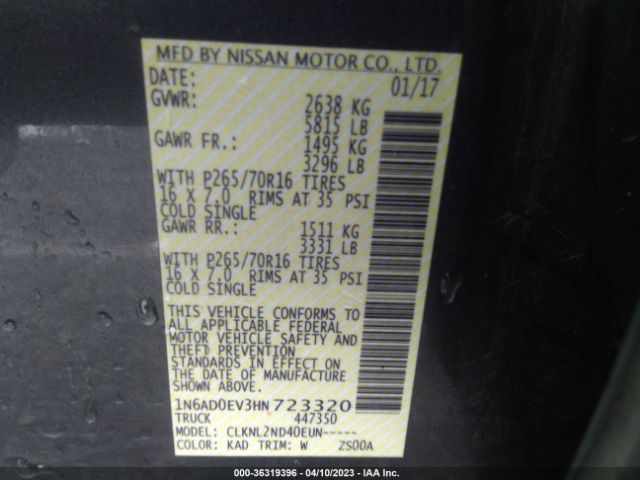 MFD BY NISSAN MOTOR CO., LTD.
DATE: 01/17
GVWR: 2638 KG
5815 LB
GAWR FR.: 1495 KG
3296 LB
WITH P265/70R16 TIRES
16 X 7.0 RIMS AT 35 PSI
COLD SINGLE
GAWR RR.: 1511 KG
3331 LB
WITH P265/70R16 TIRES
16 X 7.0 RIMS AT 35 PSI
COLD SINGLE
THIS VEHICLE CONFORMS TO
ALL APPLICABLE FEDERAL
MOTOR VEHICLE SAFETY AND
THEFT PREVENTION
STANDARDS IN EFFECT ON
THE DATE OF MANUFACTURE
SHOWN ABOVE.
1N6AD0EV3HN723320
TRUCK 447350
MODEL: CLKNL2ND40EUN-----
COLOR: KAD TRIM: W ZS00A
000-36319396 - 04/10/2023 - IAA Inc.